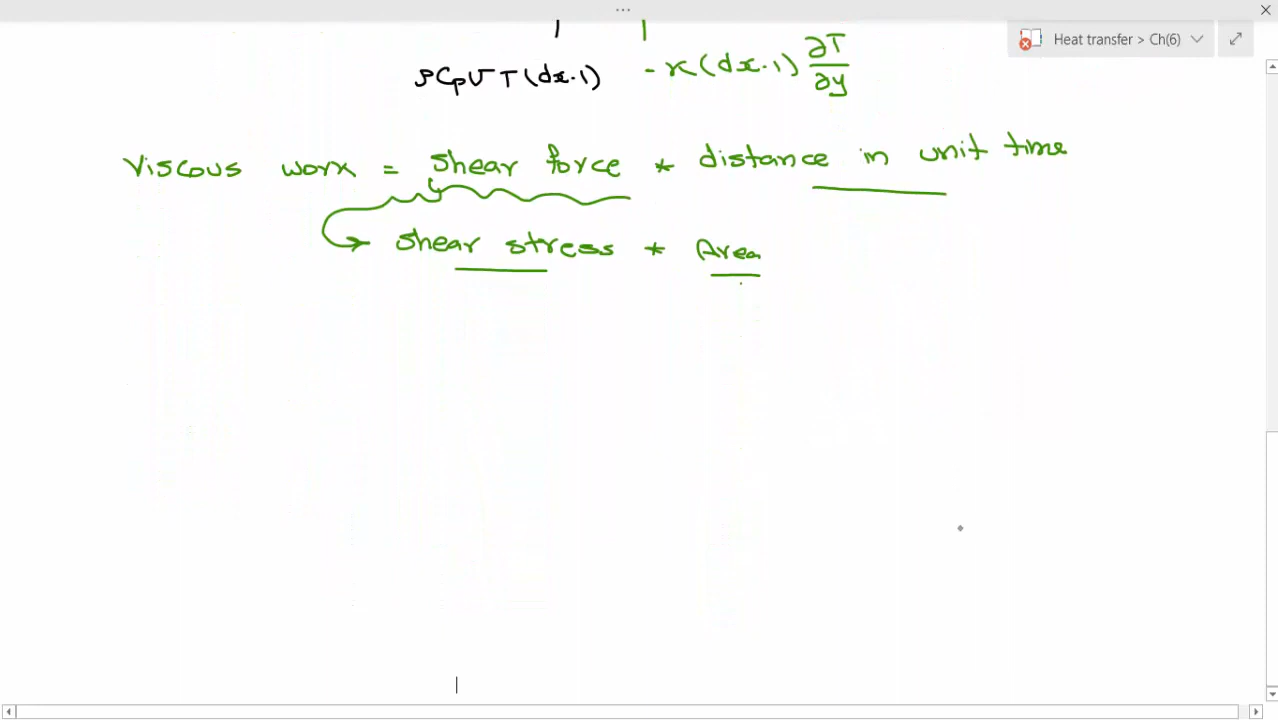 Heat transfer > Ch(6)
ρCpυT(dx.1) -K(dx.1) ∂T/∂y
Viscous work = shear force * distance in unit time
shear stress * Area